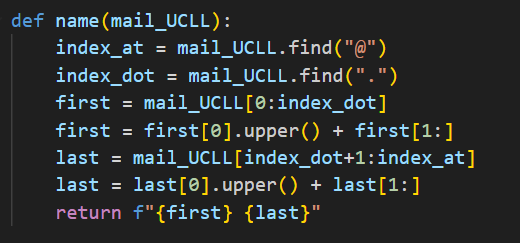 def name(mail_UCLL):
    index_at = mail_UCLL.find("@")
    index_dot = mail_UCLL.find(".")
    first = mail_UCLL[0:index_dot]
    first = first[0].upper() + first[1:]
    last = mail_UCLL[index_dot+1:index_at]
    last = last[0].upper() + last[1:]
    return f"{first} {last}"